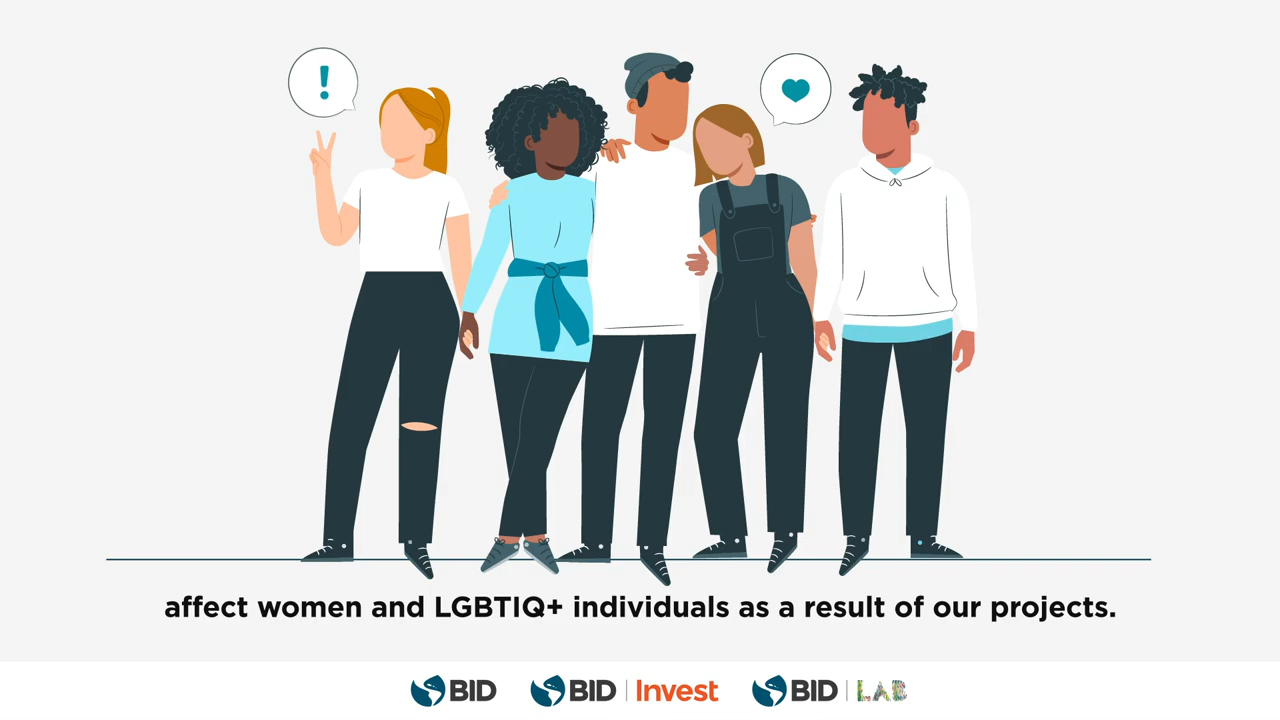 !
affect women and LGBTIQ+ individuals as a result of our projects.
BID
BID | Invest
BID | LAB